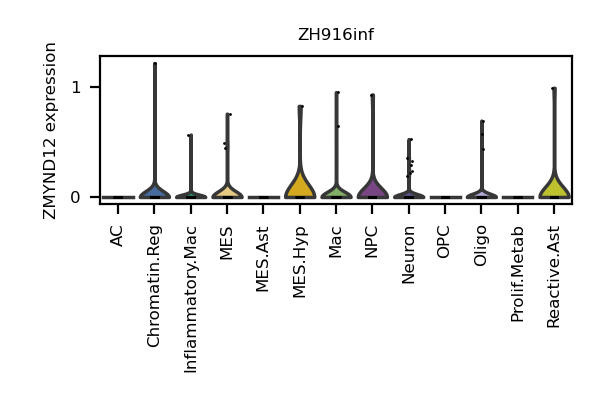 ZH916inf
ZMYND12 expression
1
0
AC
Chromatin.Reg
Inflammatory.Mac
MES
MES.Ast
MES.Hyp
Mac
NPC
Neuron
OPC
Oligo
Prolif.Metab
Reactive.Ast